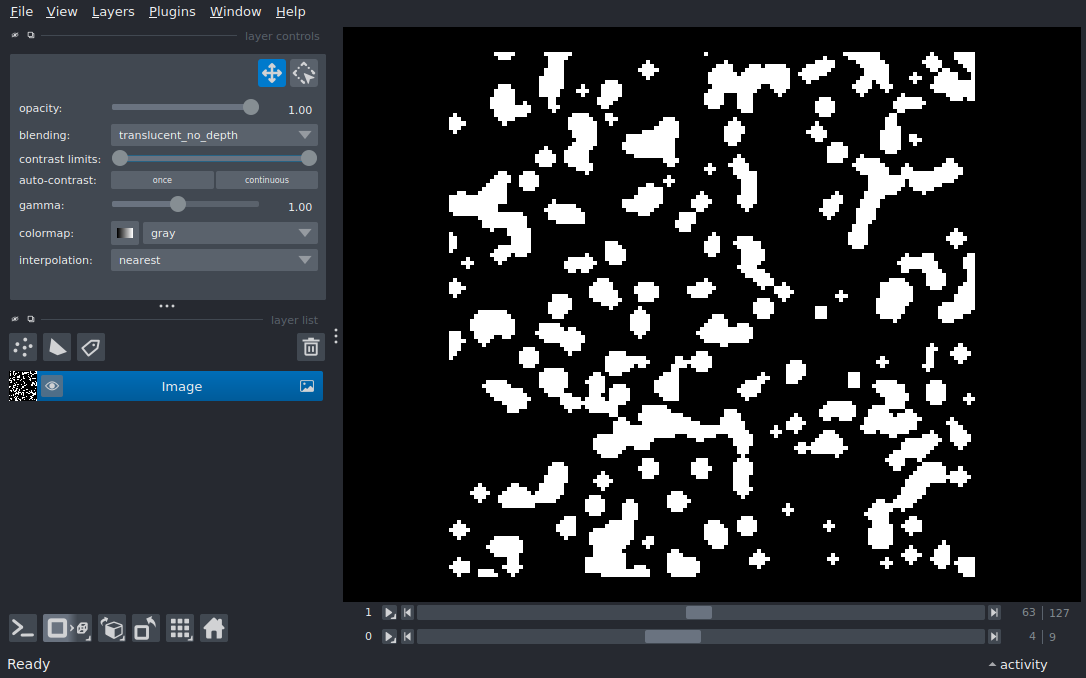 File View Layers Plugins Window Help
layer controls
opacity: 1.00
blending: translucent_no_depth
contrast limits:
auto-contrast: once continuous
gamma: 1.00
colormap: gray
interpolation: nearest
layer list
Image
1 63 127
0 4 9
Ready activity